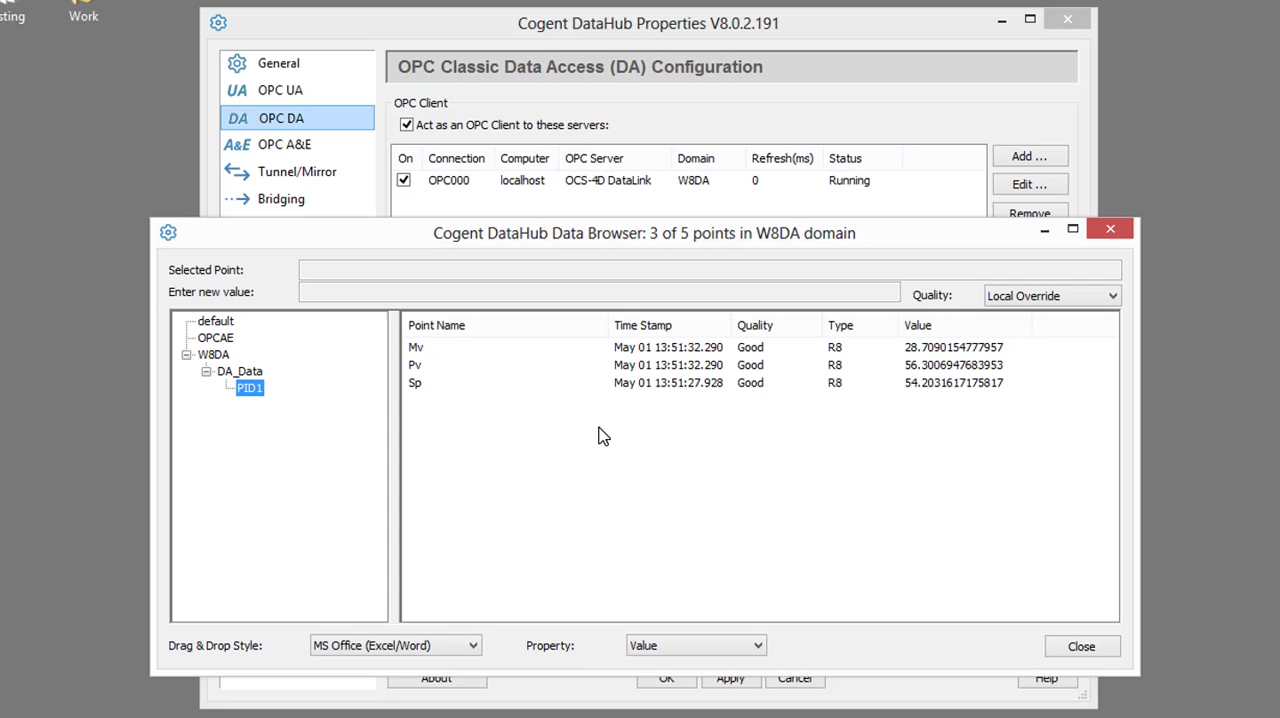 sting
Work
Cogent DataHub Properties V8.0.2.191
General
OPC Classic Data Access (DA) Configuration
UA OPC UA
OPC Client
DA OPC DA
Act as an OPC Client to these servers:
A&E OPC A&E
On Connection Computer OPC Server Domain Refresh(ms) Status
Add ...
Tunnel/Mirror
OPC000 localhost OCS-4D DataLink W8DA 0 Running
Edit ...
Bridging
Remove
Cogent DataHub Data Browser: 3 of 5 points in W8DA domain
Selected Point:
Enter new value:
Quality: Local Override
default
Point Name Time Stamp Quality Type Value
OPCAE
Mv May 01 13:51:32.290 Good R8 28.7090154777957
W8DA
Pv May 01 13:51:32.290 Good R8 56.3006947683953
DA_Data
Sp May 01 13:51:27.928 Good R8 54.2031617175817
PID1
Drag & Drop Style: MS Office (Excel/Word) Property: Value Close
About OK Apply Cancel Help